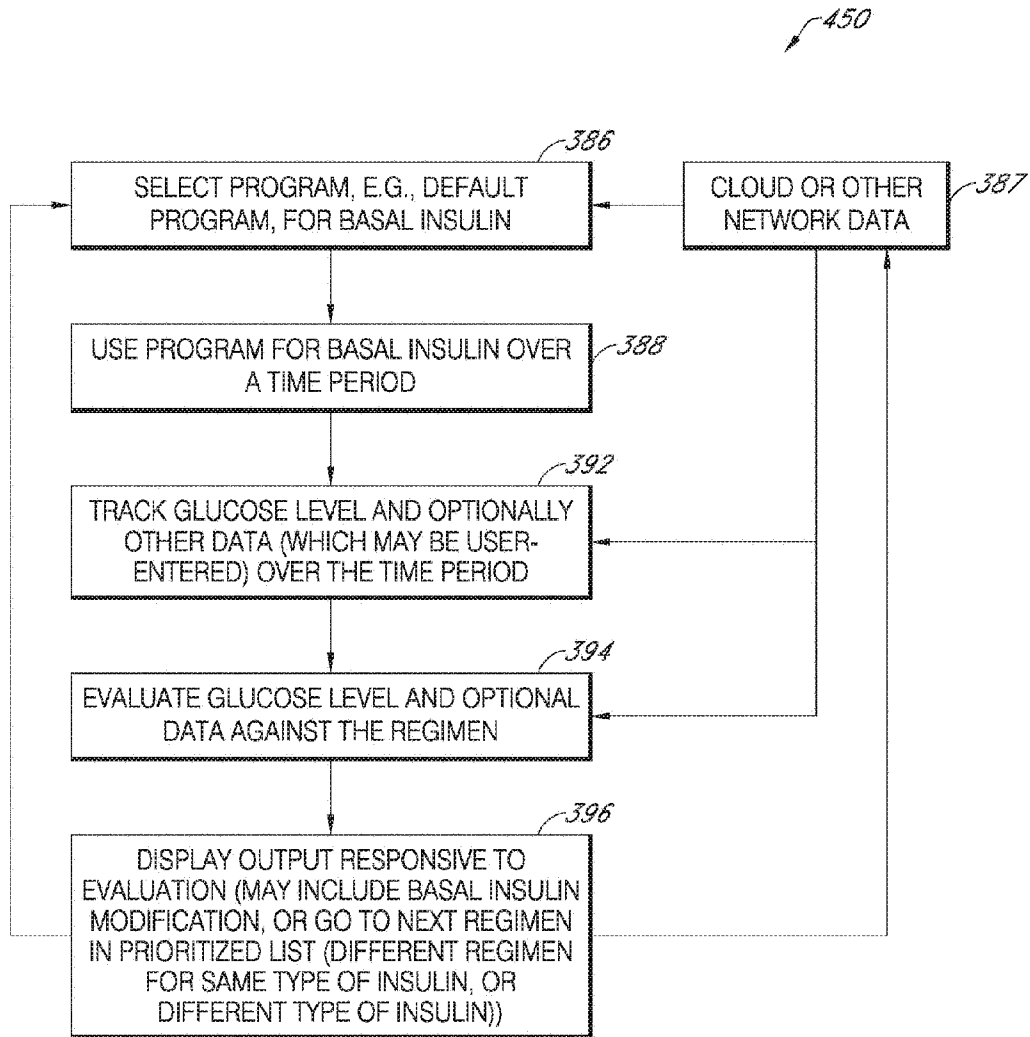 450
386
SELECT PROGRAM, E.G., DEFAULT
PROGRAM, FOR BASAL INSULIN
CLOUD OR OTHER
NETWORK DATA
387
USE PROGRAM FOR BASAL INSULIN OVER
A TIME PERIOD
388
392
TRACK GLUCOSE LEVEL AND OPTIONALLY
OTHER DATA (WHICH MAY BE USER-
ENTERED) OVER THE TIME PERIOD
394
EVALUATE GLUCOSE LEVEL AND OPTIONAL
DATA AGAINST THE REGIMEN
396
DISPLAY OUTPUT RESPONSIVE TO
EVALUATION (MAY INCLUDE BASAL INSULIN
MODIFICATION, OR GO TO NEXT REGIMEN
IN PRIORITIZED LIST (DIFFERENT REGIMEN
FOR SAME TYPE OF INSULIN, OR
DIFFERENT TYPE OF INSULIN))